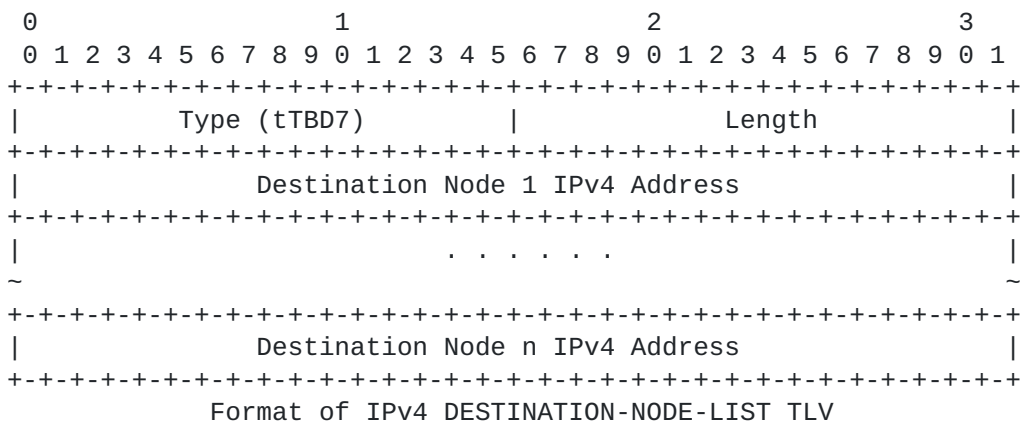 0                   1                   2                   3
 0 1 2 3 4 5 6 7 8 9 0 1 2 3 4 5 6 7 8 9 0 1 2 3 4 5 6 7 8 9 0 1
+-+-+-+-+-+-+-+-+-+-+-+-+-+-+-+-+-+-+-+-+-+-+-+-+-+-+-+-+-+-+-+-+
|          Type (tTBD7)         |             Length            |
+-+-+-+-+-+-+-+-+-+-+-+-+-+-+-+-+-+-+-+-+-+-+-+-+-+-+-+-+-+-+-+-+
|               Destination Node 1 IPv4 Address                 |
+-+-+-+-+-+-+-+-+-+-+-+-+-+-+-+-+-+-+-+-+-+-+-+-+-+-+-+-+-+-+-+-+
|                           . . . . . .                         |
~                                                               ~
+-+-+-+-+-+-+-+-+-+-+-+-+-+-+-+-+-+-+-+-+-+-+-+-+-+-+-+-+-+-+-+-+
|               Destination Node n IPv4 Address                 |
+-+-+-+-+-+-+-+-+-+-+-+-+-+-+-+-+-+-+-+-+-+-+-+-+-+-+-+-+-+-+-+-+
             Format of IPv4 DESTINATION-NODE-LIST TLV